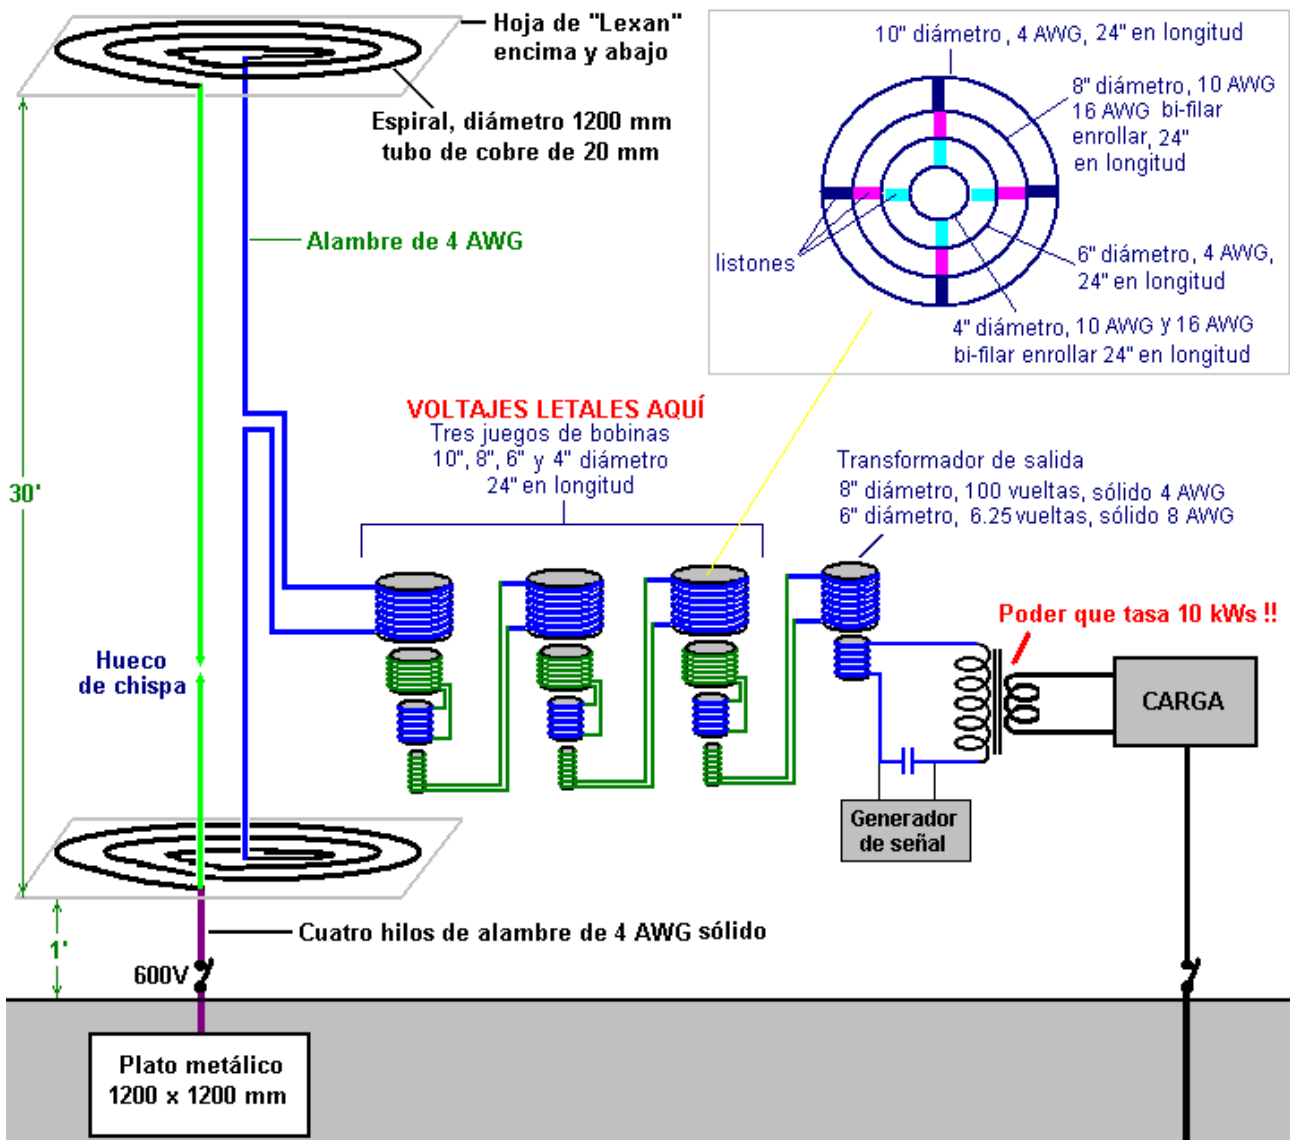 Hoja de "Lexan"
encima y abajo
Espiral, diámetro 1200 mm
tubo de cobre de 20 mm
Alambre de 4 AWG
10" diámetro, 4 AWG, 24" en longitud
8" diámetro, 10 AWG
16 AWG bi-filar
enrollar, 24"
en longitud
listones
6" diámetro, 4 AWG,
24" en longitud
4" diámetro, 10 AWG y 16 AWG
bi-filar enrollar 24" en longitud
VOLTAJES LETALES AQUÍ
Tres juegos de bobinas
10", 8", 6" y 4" diámetro
24" en longitud
Transformador de salida
8" diámetro, 100 vueltas, sólido 4 AWG
6" diámetro, 6.25 vueltas, sólido 8 AWG
30'
Poder que tasa 10 kWs !!
Hueco
de chispa
CARGA
Generador
de señal
Cuatro hilos de alambre de 4 AWG sólido
1'
600V
Plato metálico
1200 x 1200 mm